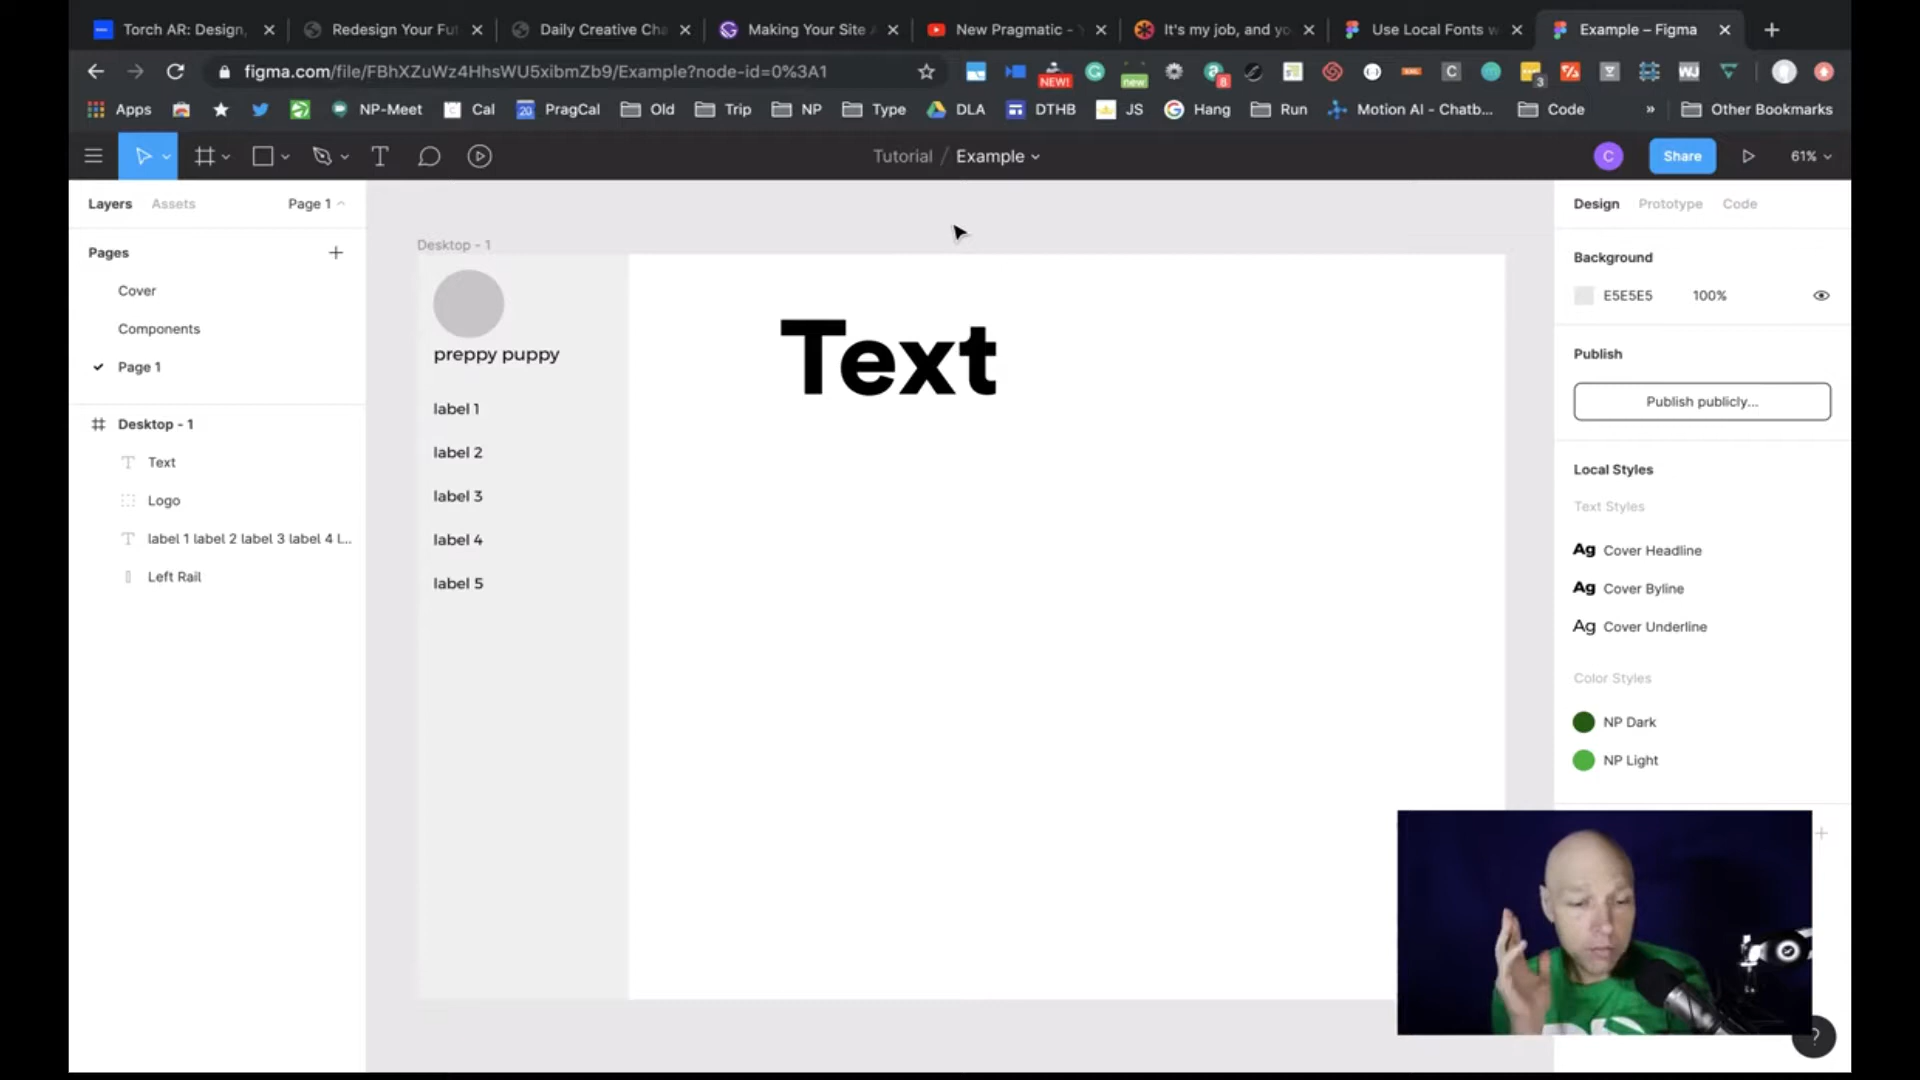 Torch AR: Design,
Redesign Your Fut
Daily Creative Cha
Making Your Site A
New Pragmatic - Y
It's my job, and yo
Use Local Fonts w
Example – Figma
figma.com/file/FBhXZuWz4HhsWU5xibmZb9/Example?node-id=0%3A1
NEW!
new
8
3
Apps
NP-Meet
Cal
20
PragCal
Old
Trip
NP
Type
DLA
DTHB
JS
Hang
Run
Motion AI - Chatb...
Code
»
Other Bookmarks
Tutorial / Example
C
Share
61%
Layers
Assets
Page 1
Design
Prototype
Code
Pages
Cover
Components
Page 1
Desktop - 1
Text
Logo
label 1 label 2 label 3 label 4 l...
Left Rail
Desktop - 1
preppy puppy
label 1
label 2
label 3
label 4
label 5
Text
Background
E5E5E5 100%
Publish
Publish publicly...
Local Styles
Text Styles
Ag Cover Headline
Ag Cover Byline
Ag Cover Underline
Color Styles
NP Dark
NP Light
?